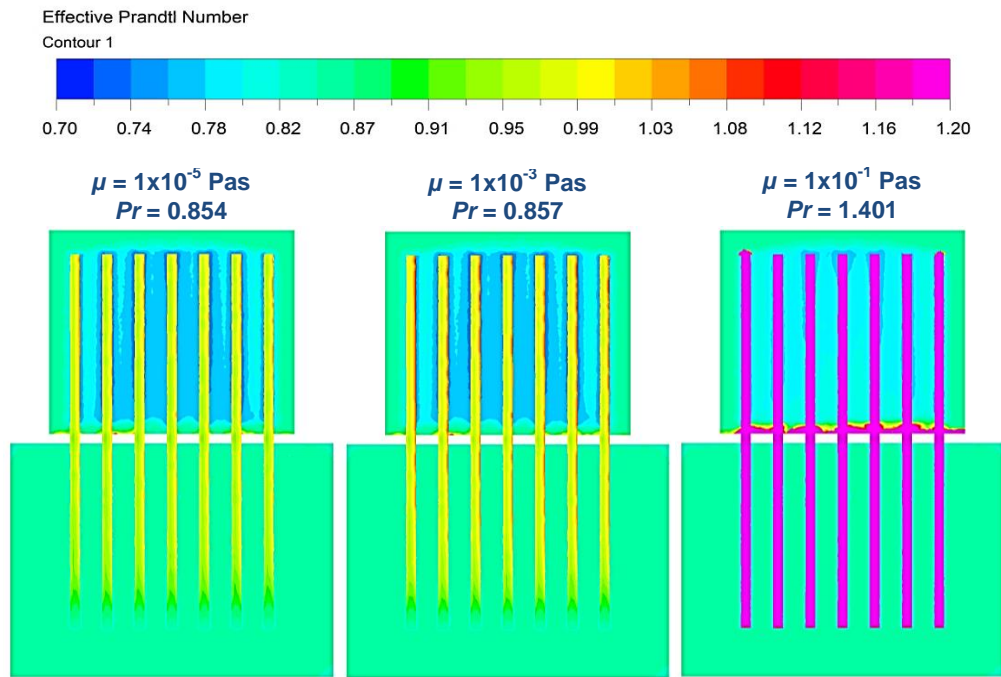 Effective Prandtl Number
Contour 1
0.70 0.74 0.78 0.82 0.87 0.91 0.95 0.99 1.03 1.08 1.12 1.16 1.20
μ = 1x10⁻⁵ Pas
Pr = 0.854
μ = 1x10⁻³ Pas
Pr = 0.857
μ = 1x10⁻¹ Pas
Pr = 1.401